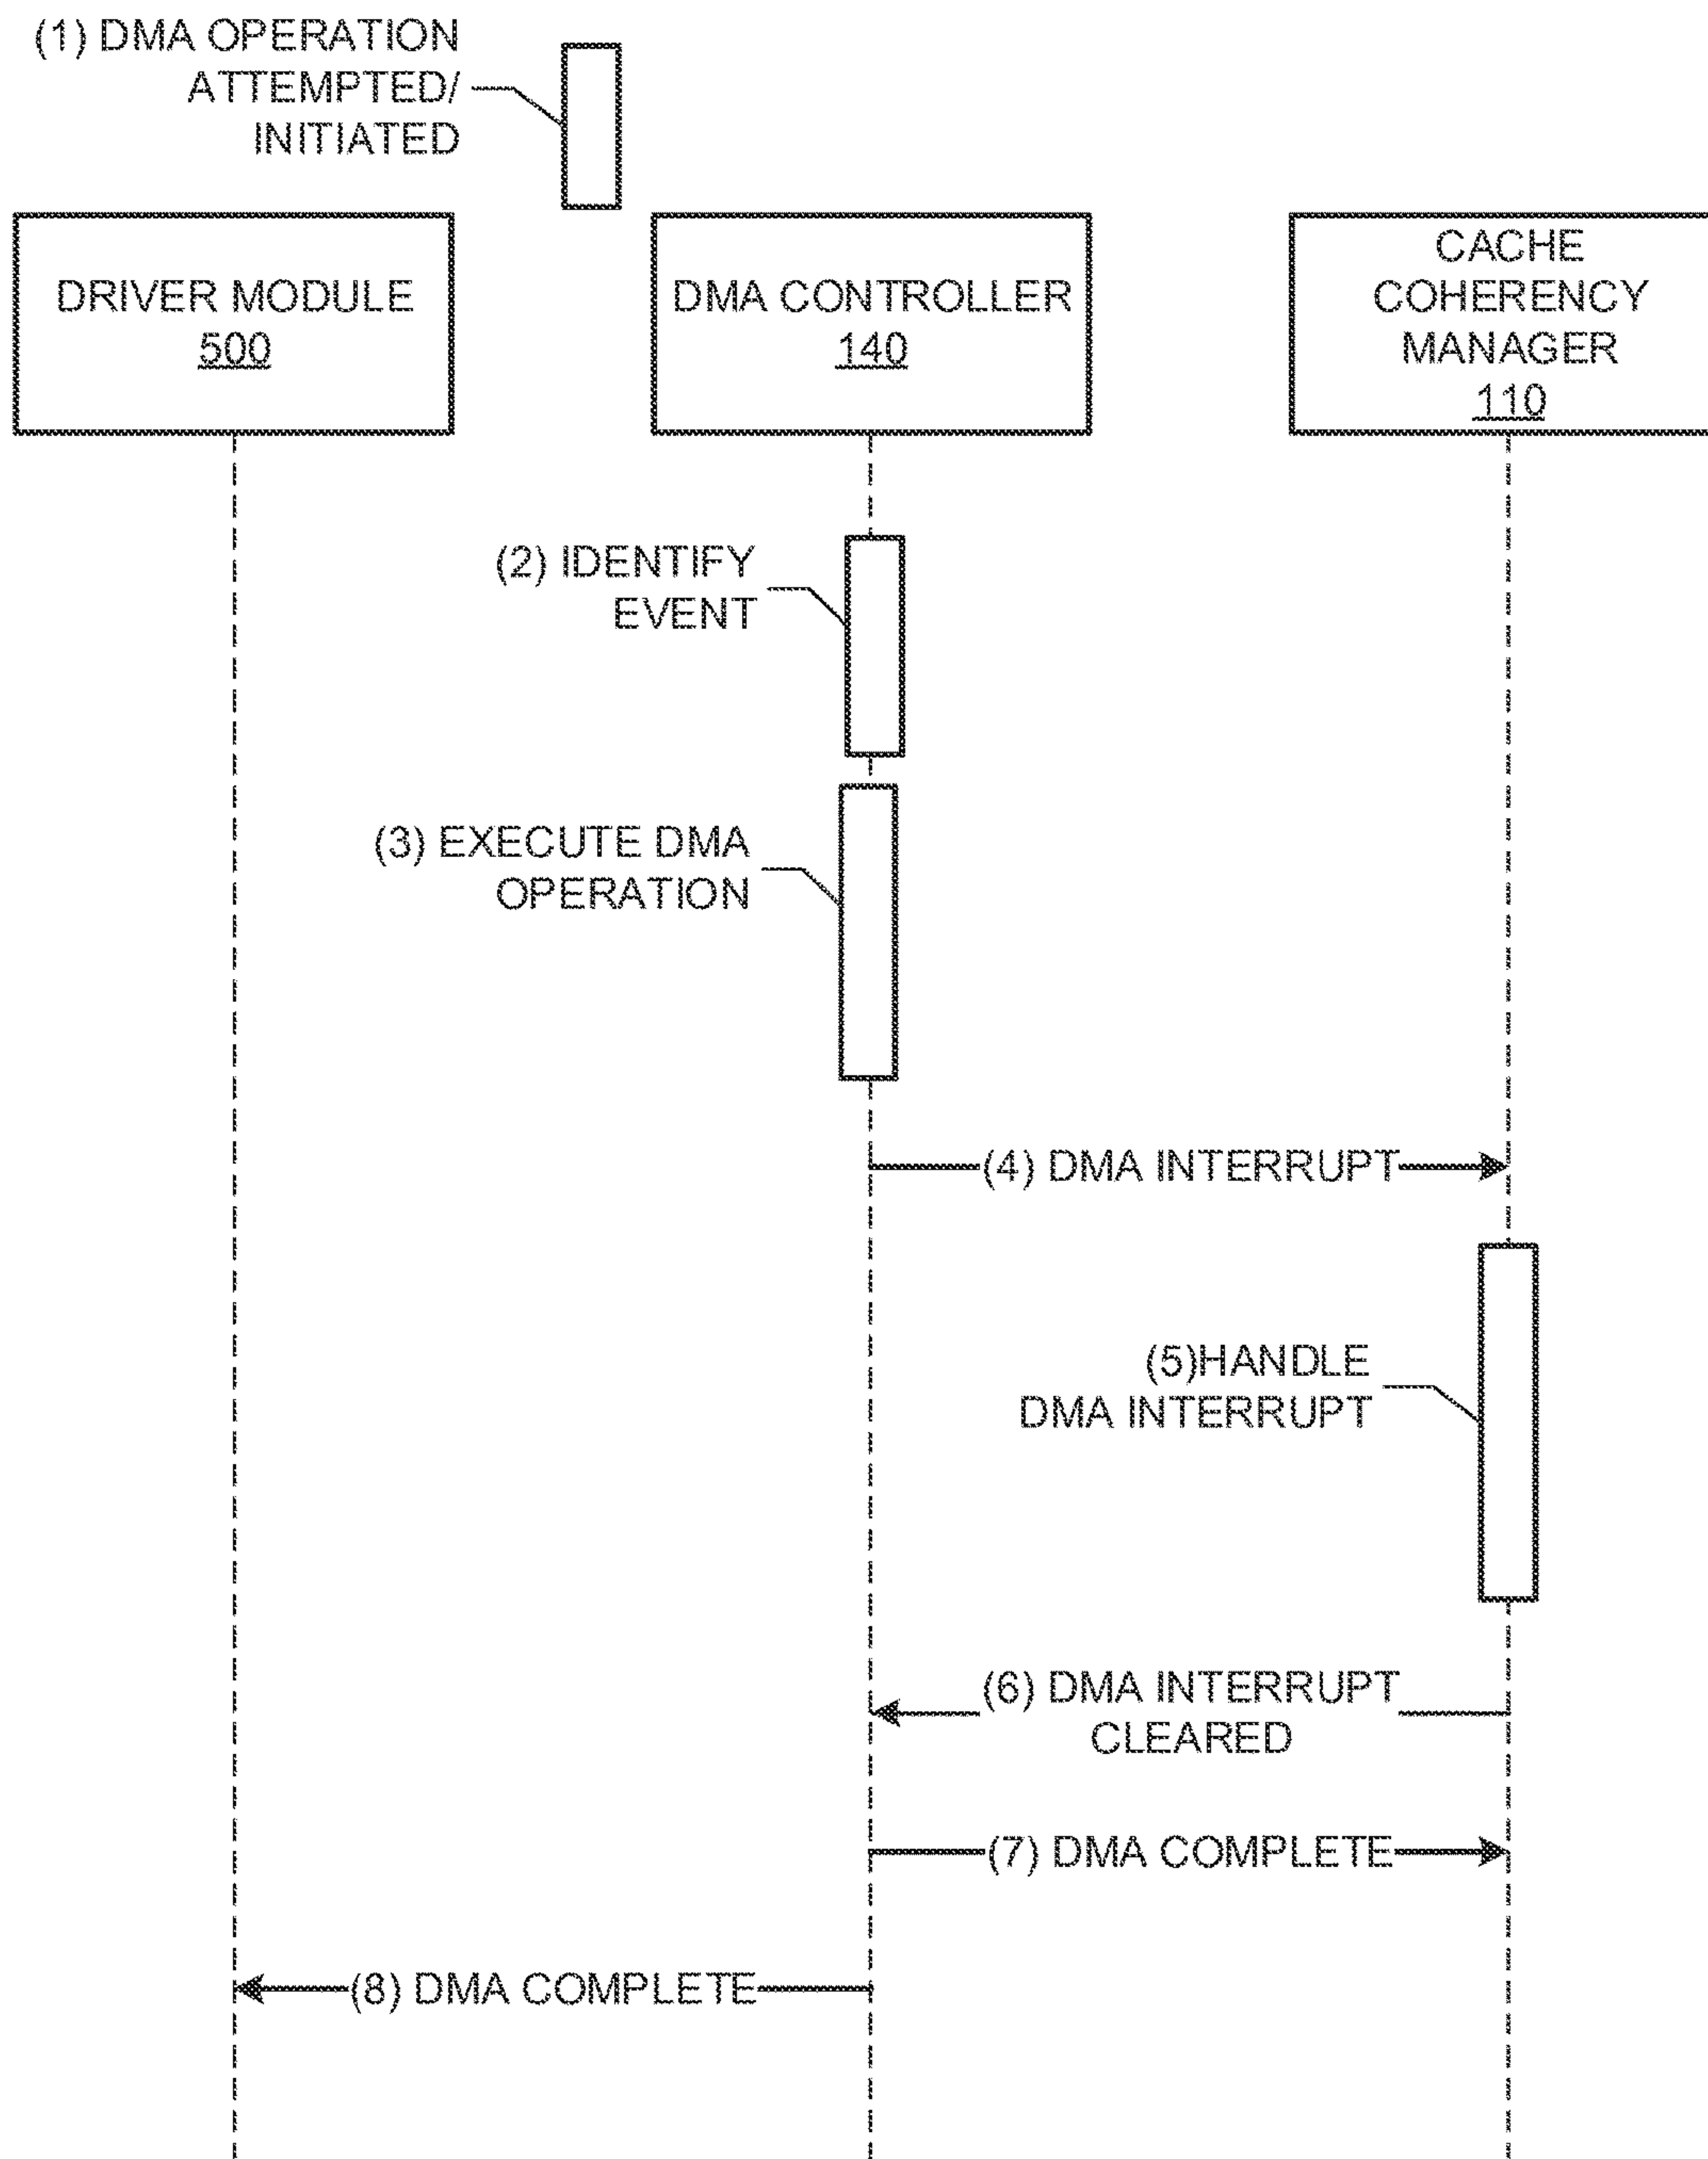 (1) DMA OPERATION
ATTEMPTED/
INITIATED
DRIVER MODULE
500
DMA CONTROLLER
140
CACHE
COHERENCY
MANAGER
110
(2) IDENTIFY
EVENT
(3) EXECUTE DMA
OPERATION
(4) DMA INTERRUPT
(5)HANDLE
DMA INTERRUPT
(6) DMA INTERRUPT
CLEARED
(7) DMA COMPLETE
(8) DMA COMPLETE